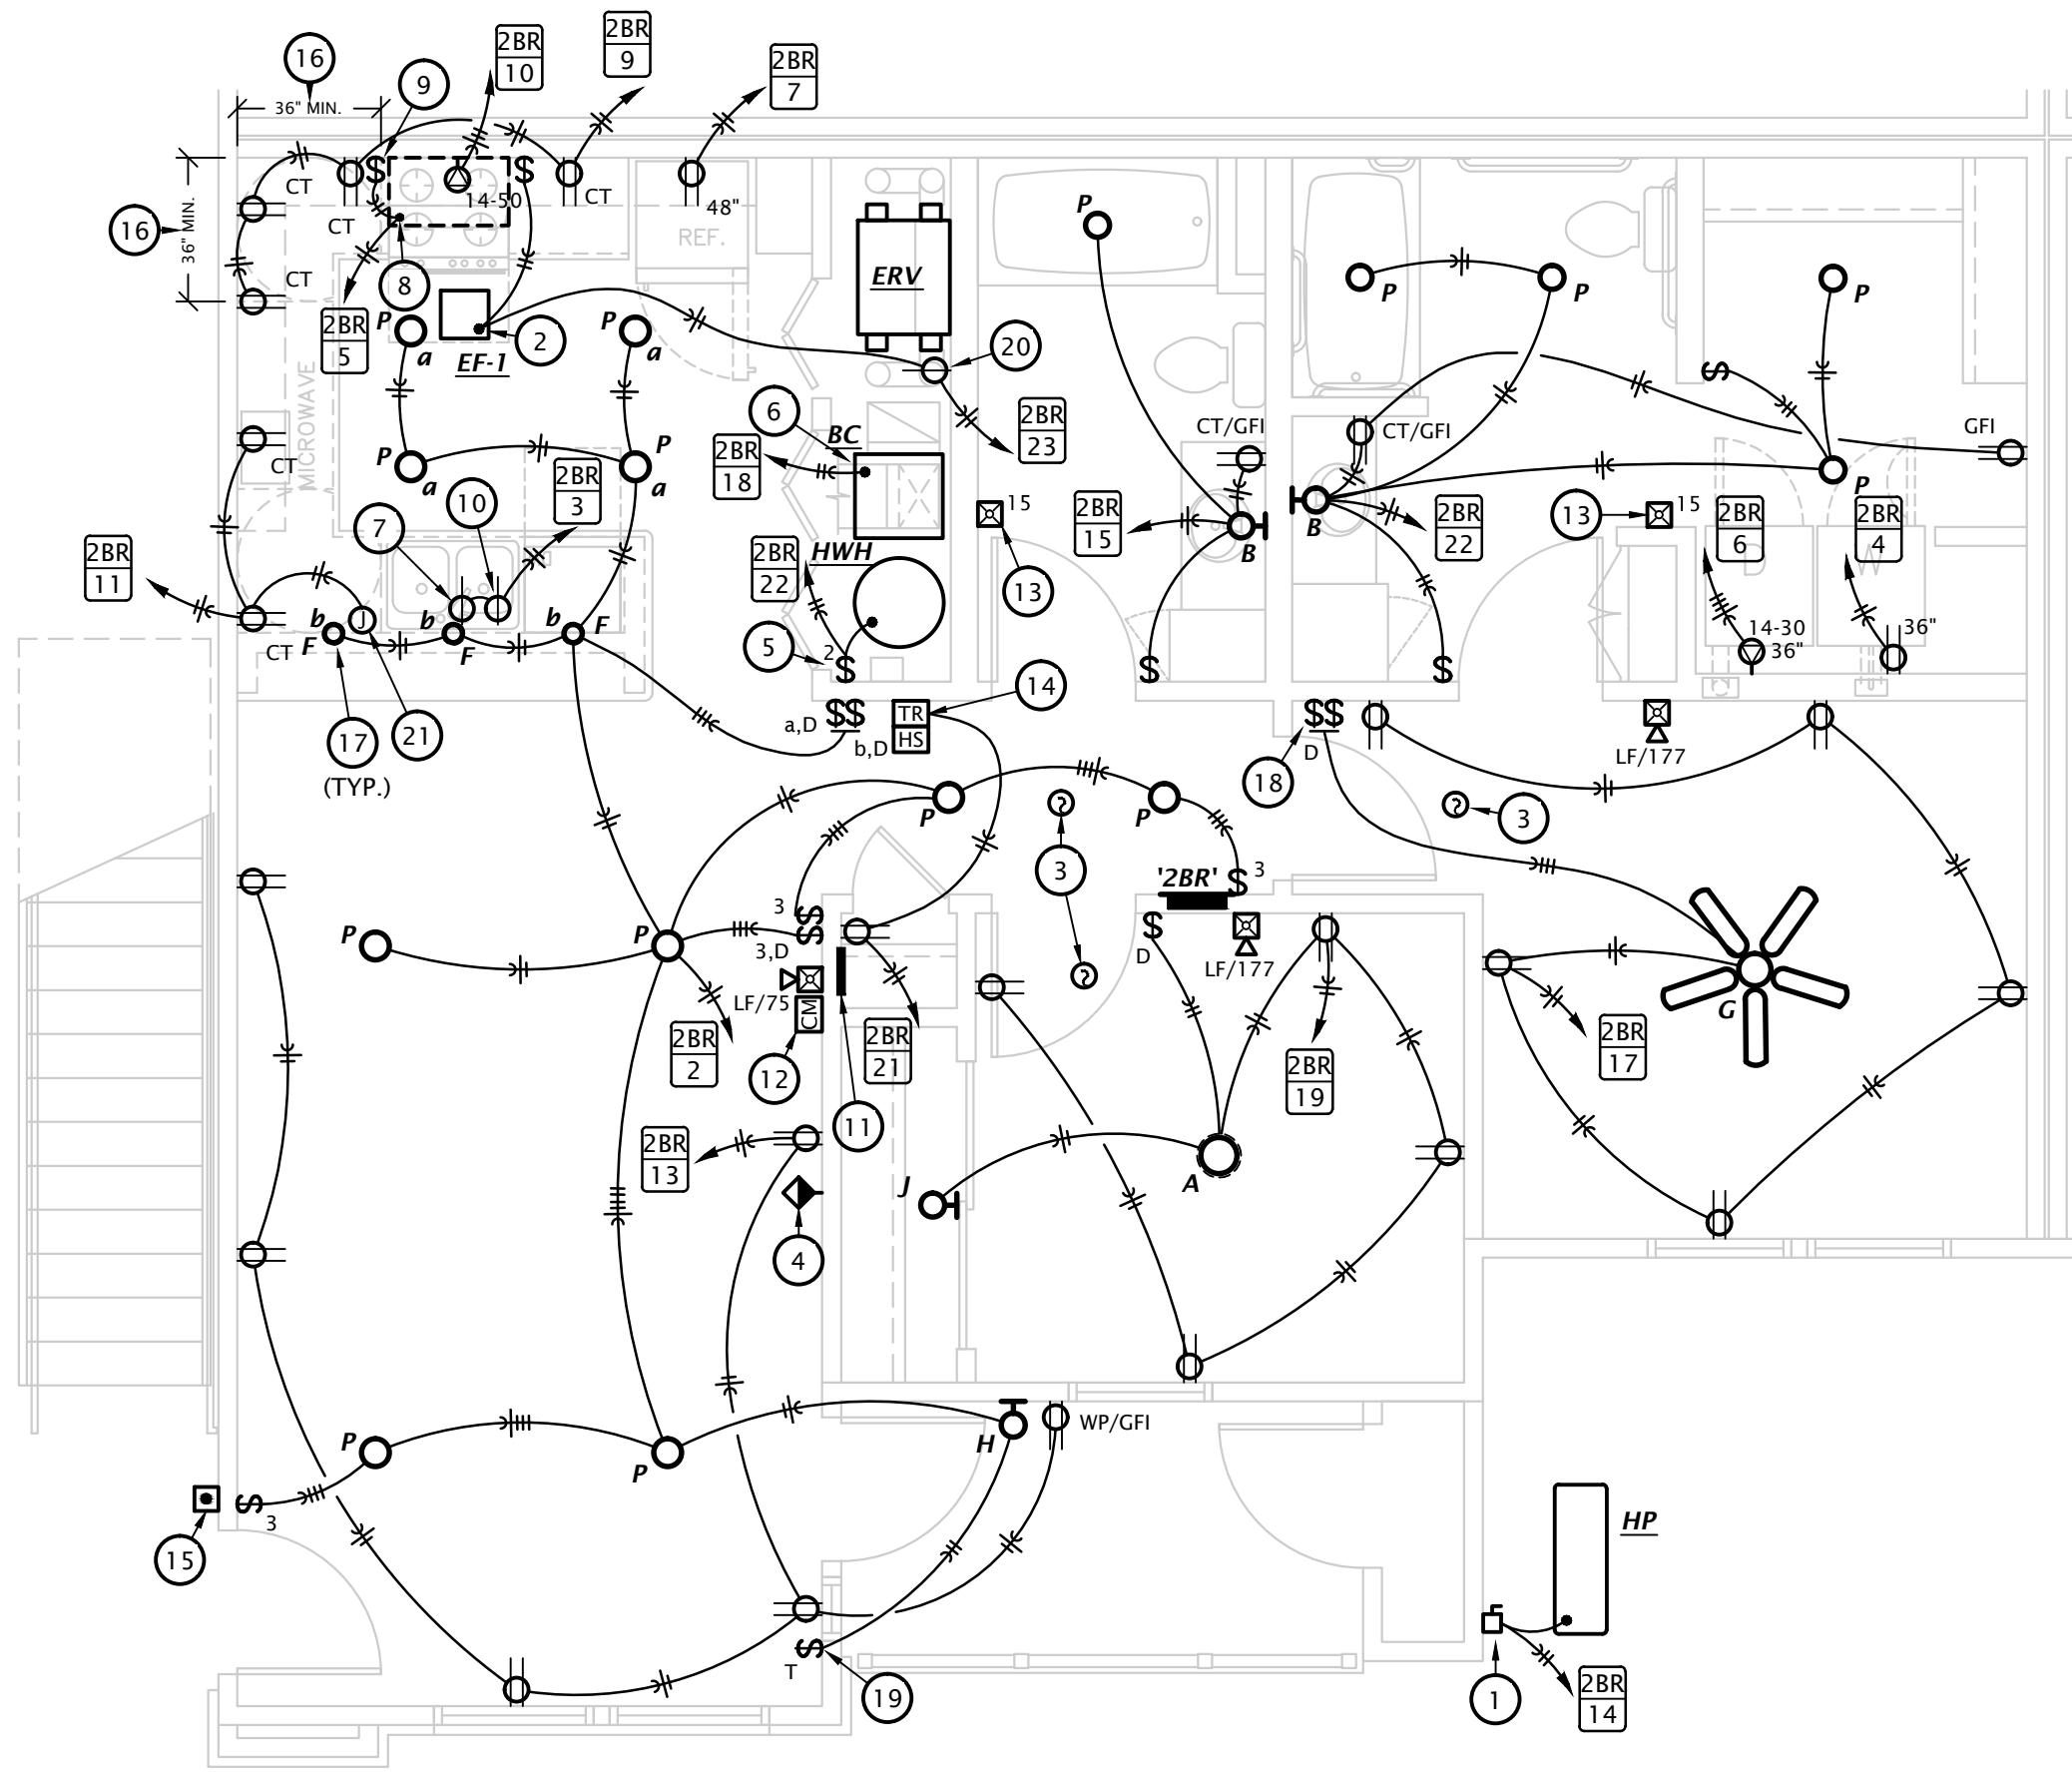 16
9
2BR
10
2BR
9
2BR
7
36" MIN.
CT
CT
14-50
CT
48"
REF.
P
16
36" MIN.
CT
8
ERV
P
P
P
2BR
5
P
a
EF-1
2
P
a
20
MICROWAVE
6
BC
2BR
23
CT/GFI
CT/GFI
GFI
CT
P
a
P
a
2BR
18
2BR
3
10
7
15
2BR
15
B
B
2BR
22
13
15
P
2BR
6
2BR
4
D
W
2BR
11
HWH
2BR
22
13
J
b
F
b
F
b
F
CT
5
2
14-30
36"
36"
17
(TYP.)
21
a,D
b,D
TR
HS
14
18
D
LF/177
P
P
3
3
3
'2BR'
3
P
P
3,D
D
LF/177
G
LF/75
CM
2BR
2
12
2BR
21
11
2BR
19
2BR
17
2BR
13
4
J
A
P
P
H
WP/GFI
3
15
HP
T
19
1
2BR
14